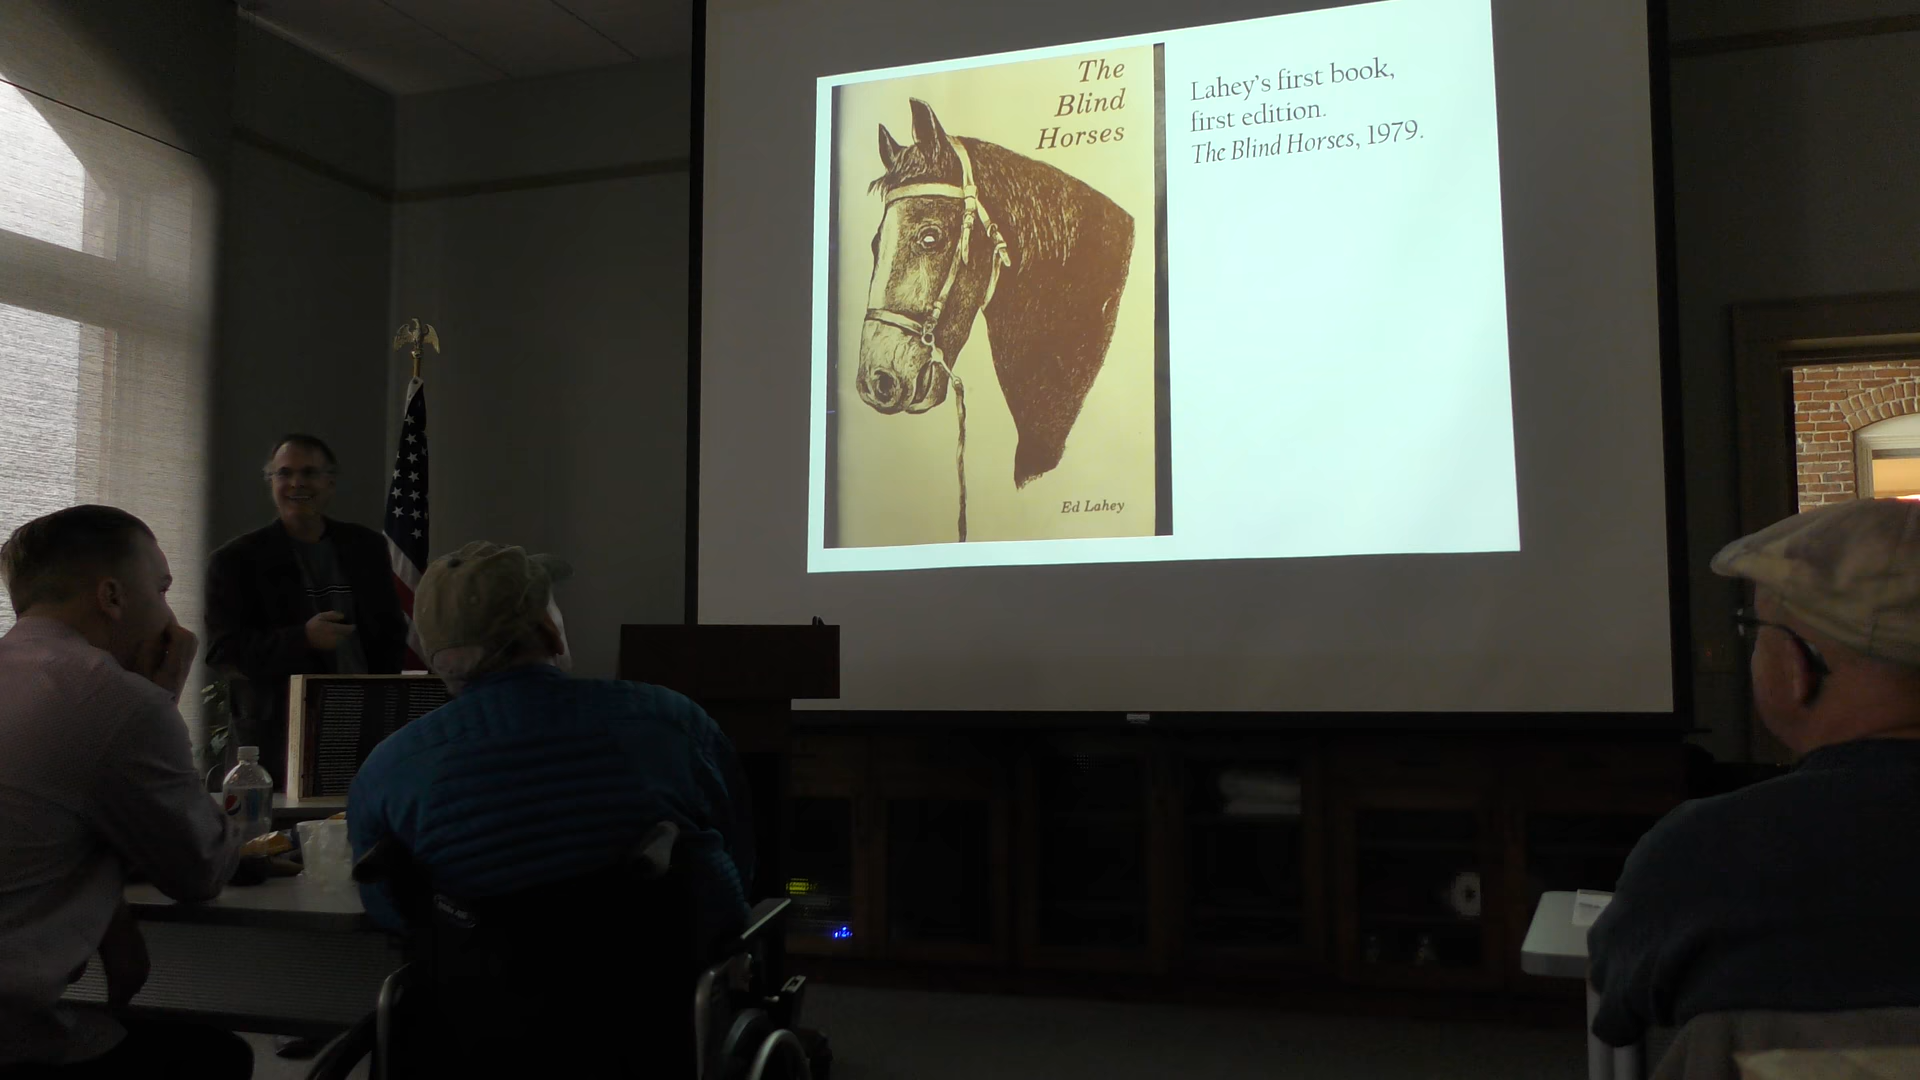 The
Blind
Horses
Ed Lahey
Lahey's first book,
first edition.
The Blind Horses, 1979.